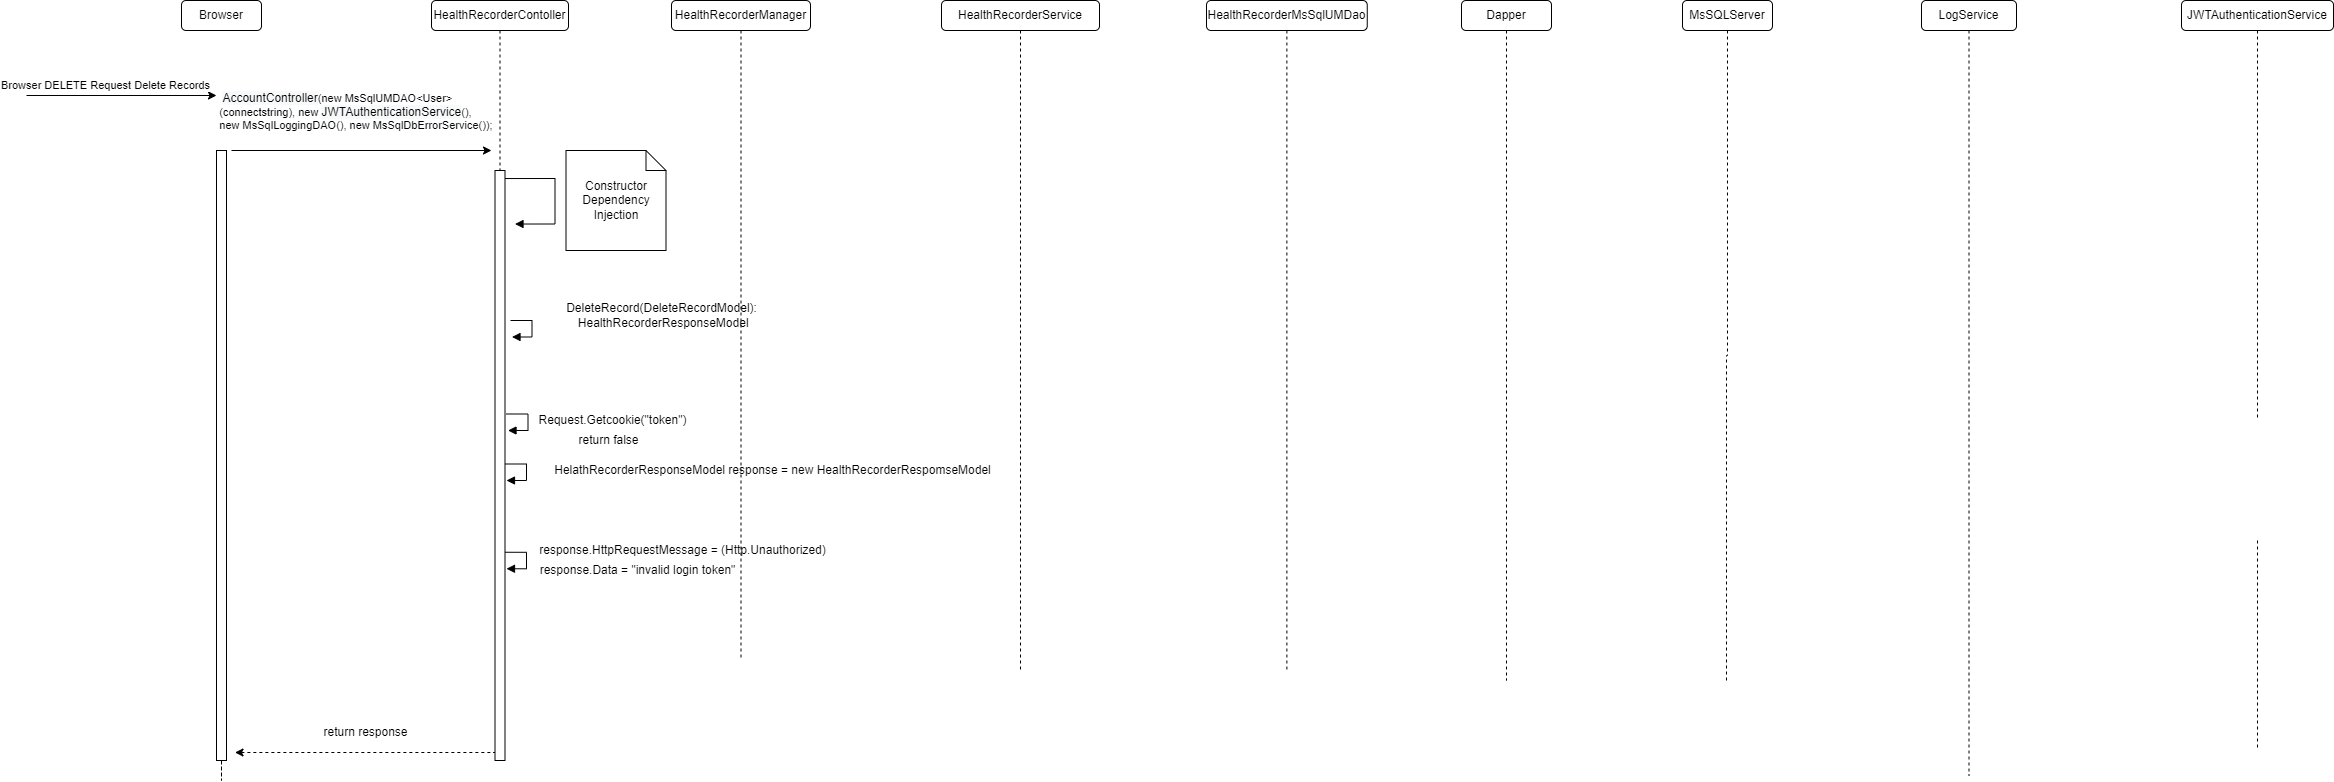 Browser
HealthRecorderContoller
HealthRecorderManager
HealthRecorderService
HealthRecorderMsSqlUMDao
Dapper
MsSQLServer
LogService
JWTAuthenticationService
Browser DELETE Request Delete Records
AccountController(new MsSqlUMDAO<User>
(connectstring), new JWTAuthenticationService(),
new MsSqlLoggingDAO(), new MsSqlDbErrorService());
Constructor
Dependency
Injection
DeleteRecord(DeleteRecordModel):
HealthRecorderResponseModel
Request.Getcookie("token")
return false
HelathRecorderResponseModel response = new HealthRecorderRespomseModel
response.HttpRequestMessage = (Http.Unauthorized)
response.Data = "invalid login token"
return response